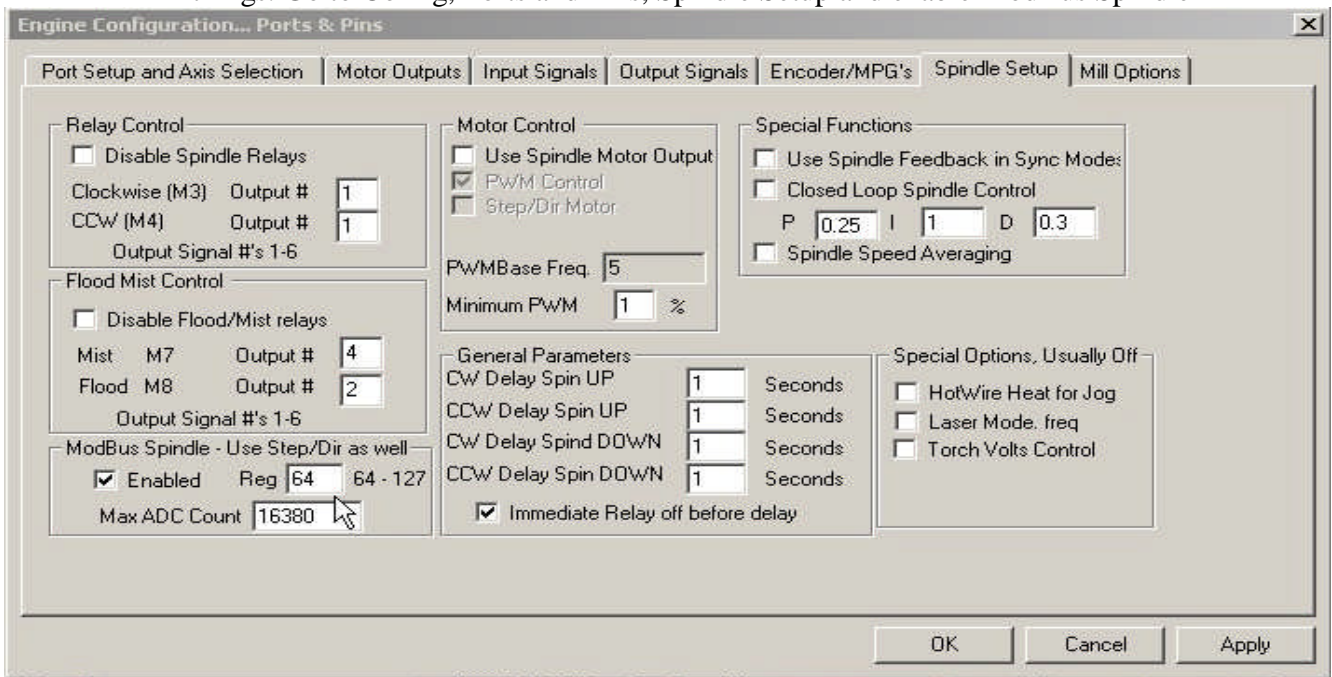 Engine Configuration... Ports & Pins
Port Setup and Axis Selection
Motor Outputs
Input Signals
Output Signals
Encoder/MPG's
Spindle Setup
Mill Options
Relay Control
Disable Spindle Relays
Clockwise (M3) Output # 1
CCW (M4) Output # 1
Output Signal #'s 1-6
Flood Mist Control
Disable Flood/Mist relays
Mist M7 Output # 4
Flood M8 Output # 2
Output Signal #'s 1-6
ModBus Spindle - Use Step/Dir as well
Enabled Reg 64 64 - 127
Max ADC Count 16380
Motor Control
Use Spindle Motor Output
PWM Control
Step/Dir Motor
PWMBase Freq. 5
Minimum PWM 1 %
General Parameters
CW Delay Spin UP 1 Seconds
CCW Delay Spin UP 1 Seconds
CW Delay Spind DOWN 1 Seconds
CCW Delay Spin DOWN 1 Seconds
Immediate Relay off before delay
Special Functions
Use Spindle Feedback in Sync Modes
Closed Loop Spindle Control
P 0.25 I 1 D 0.3
Spindle Speed Averaging
Special Options, Usually Off
HotWire Heat for Jog
Laser Mode. freq
Torch Volts Control
OK
Cancel
Apply